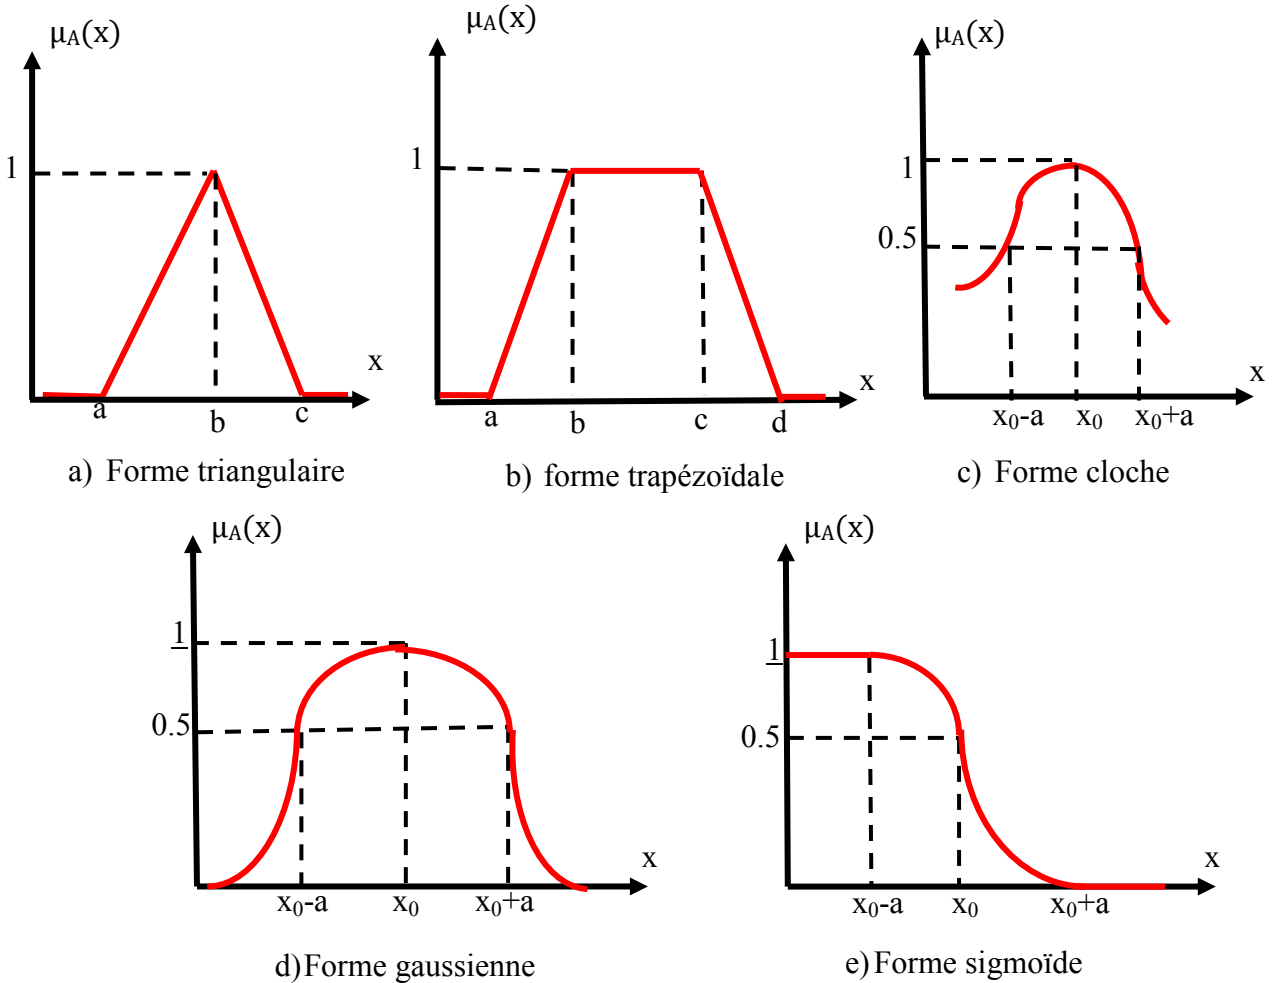 μA(x)
1
x
a
b
c
a) Forme triangulaire
μA(x)
1
x
a
b
c
d
b) forme trapézoïdale
μA(x)
1
0.5
x
x0-a
x0
x0+a
c) Forme cloche
μA(x)
1
0.5
x
x0-a
x0
x0+a
d)Forme gaussienne
μA(x)
1
0.5
x
x0-a
x0
x0+a
e)Forme sigmoïde